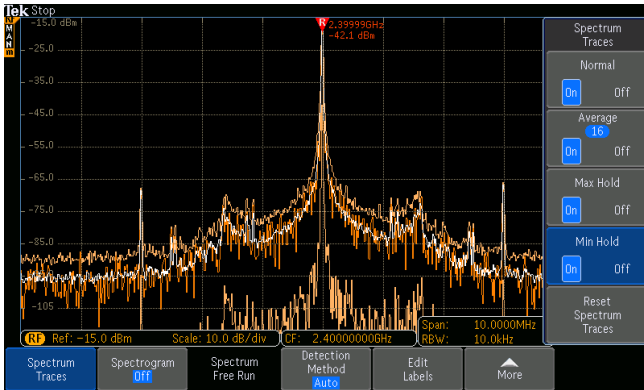 Tek Stop
-15.0 dBm
-25.0
-35.0
-45.0
-55.0
-65.0
-75.0
-85.0
-105
R
2.39999GHz
-42.1 dBm
M
A
N
m
RF Ref: -15.0 dBm Scale: 10.0 dB/div CF: 2.40000000GHz
Span: 10.0000MHz
RBW: 10.0kHz
Spectrum
Traces
Normal
On Off
Average
16
On Off
Max Hold
On Off
Min Hold
On Off
Reset
Spectrum
Traces
Spectrum
Traces
Spectrogram
Off
Spectrum
Free Run
Detection
Method
Auto
Edit
Labels
More